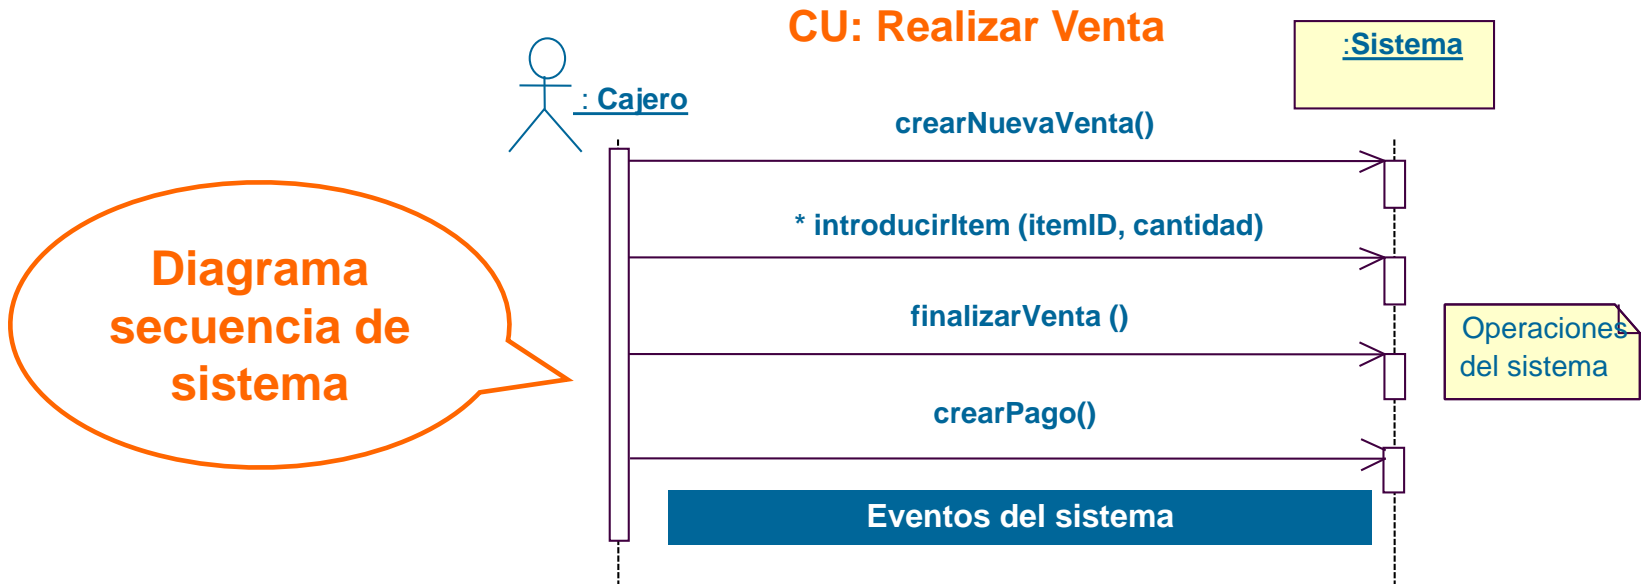 CU: Realizar Venta
:Sistema
: Cajero
crearNuevaVenta()
* introducirItem (itemID, cantidad)
Diagrama
secuencia de
sistema
finalizarVenta ()
Operaciones
del sistema
crearPago()
Eventos del sistema